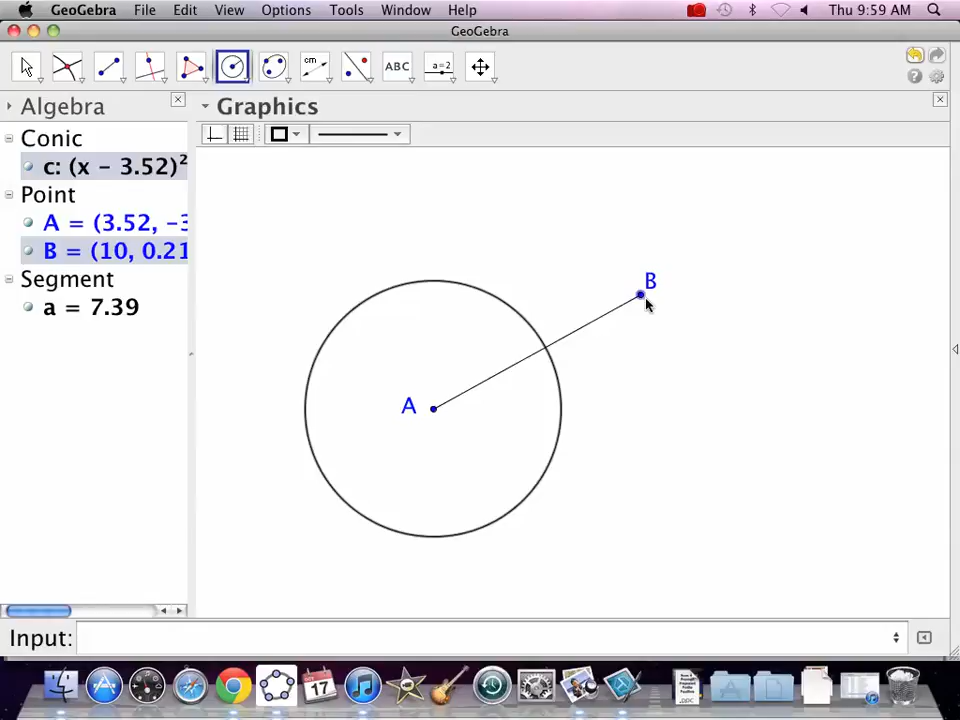 GeoGebra File Edit View Options Tools Window Help Thu 9:59 AM
GeoGebra
cm ABC a=2
Algebra
Graphics
Conic
c: (x − 3.52)²
Point
A = (3.52, −3
B = (10, 0.21
Segment
a = 7.39
B
A
Input:
17